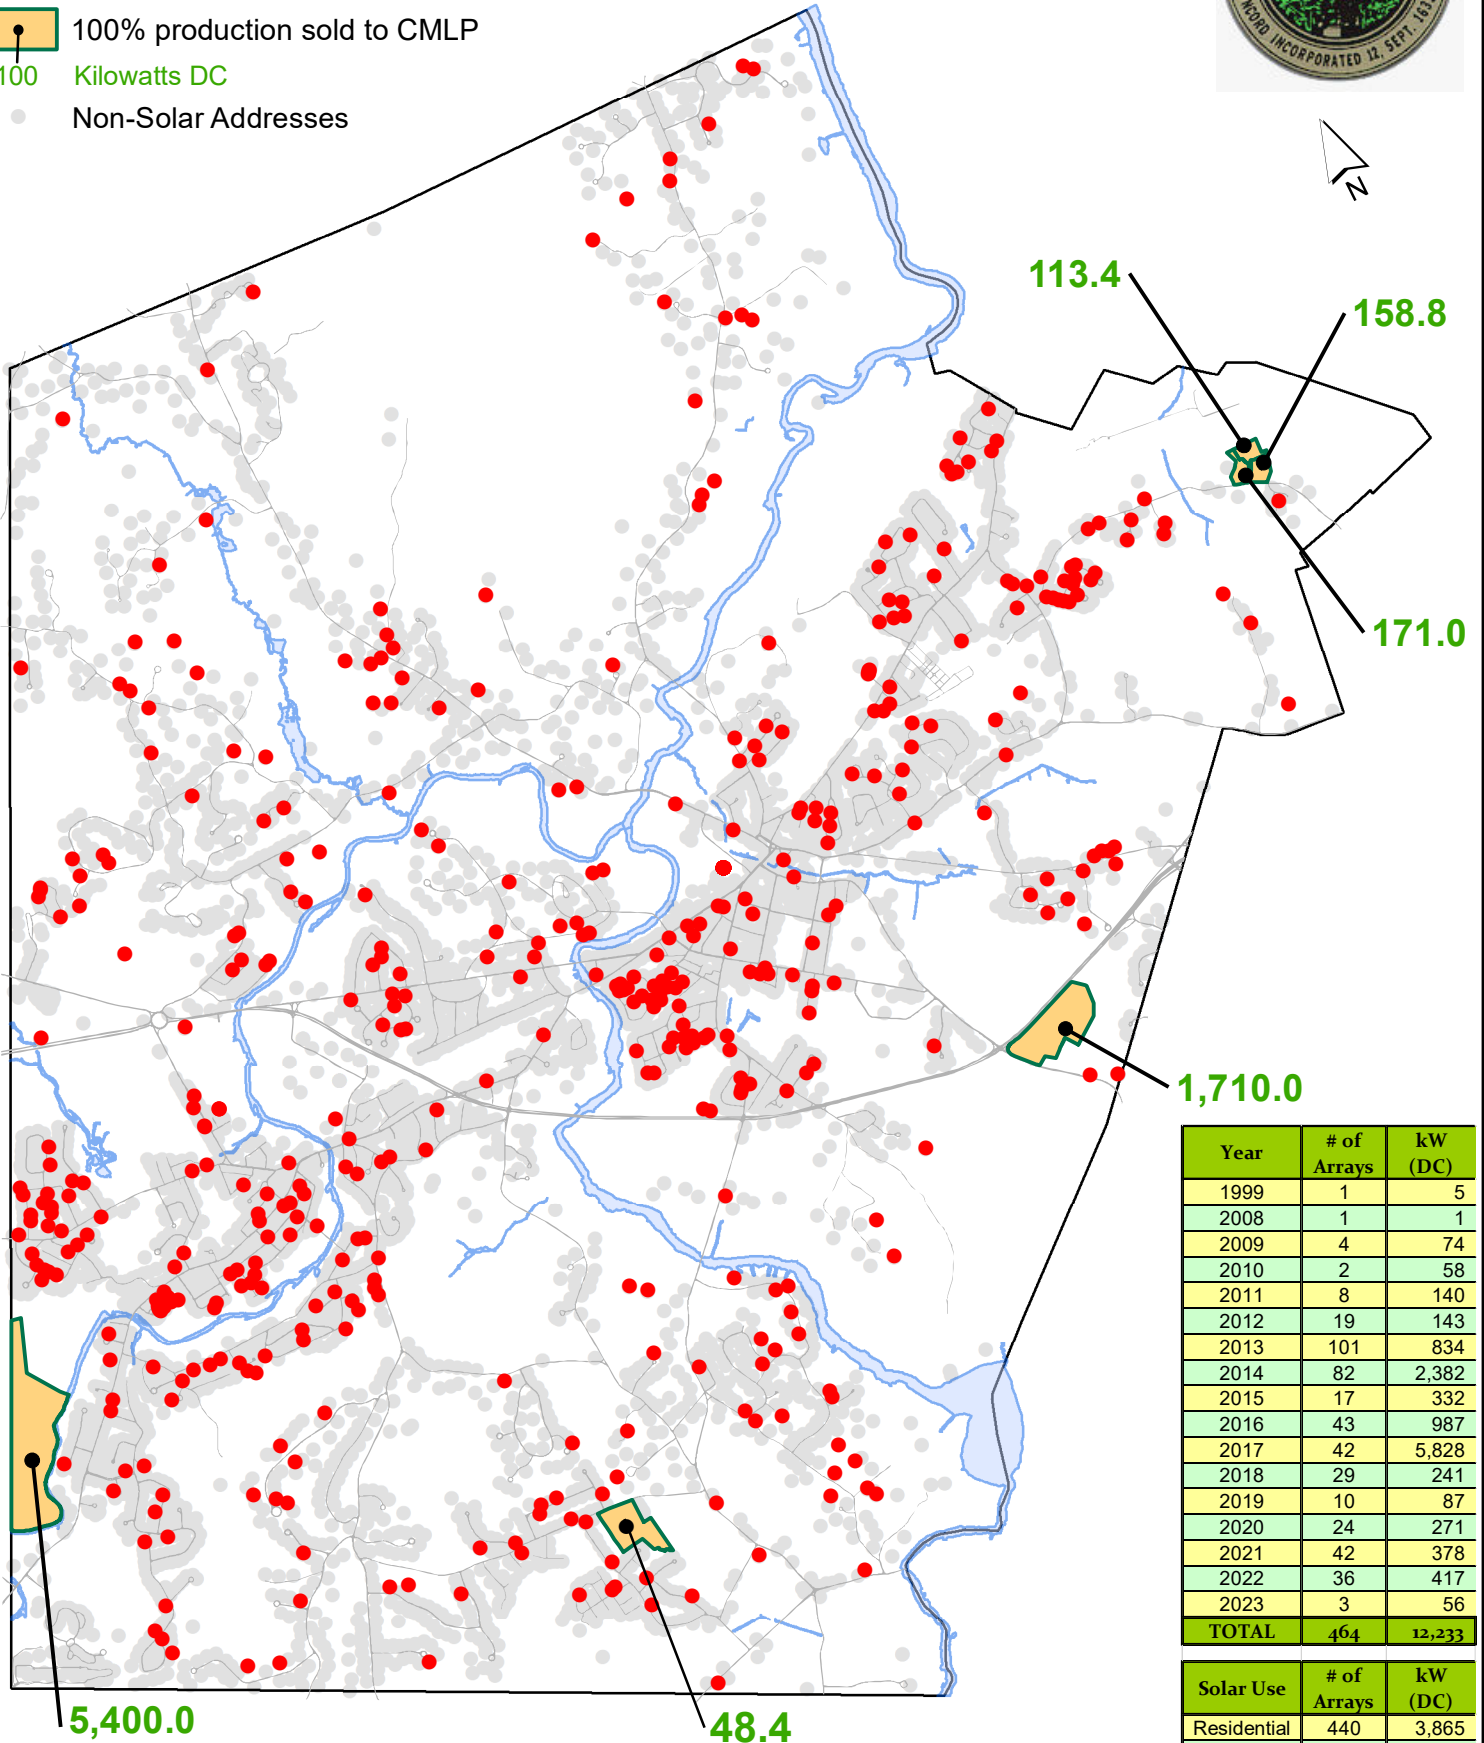 100% production sold to CMLP
100 Kilowatts DC
Non-Solar Addresses
INCORPORATED 12, SEPT.
N
113.4
158.8
171.0
1,710.0
5,400.0
48.4
Year # of Arrays kW (DC)
1999 1 5
2008 1 1
2009 4 74
2010 2 58
2011 8 140
2012 19 143
2013 101 834
2014 82 2,382
2015 17 332
2016 43 987
2017 42 5,828
2018 29 241
2019 10 87
2020 24 271
2021 42 378
2022 36 417
2023 3 56
TOTAL 464 12,233
Solar Use # of Arrays kW (DC)
Residential 440 3,865